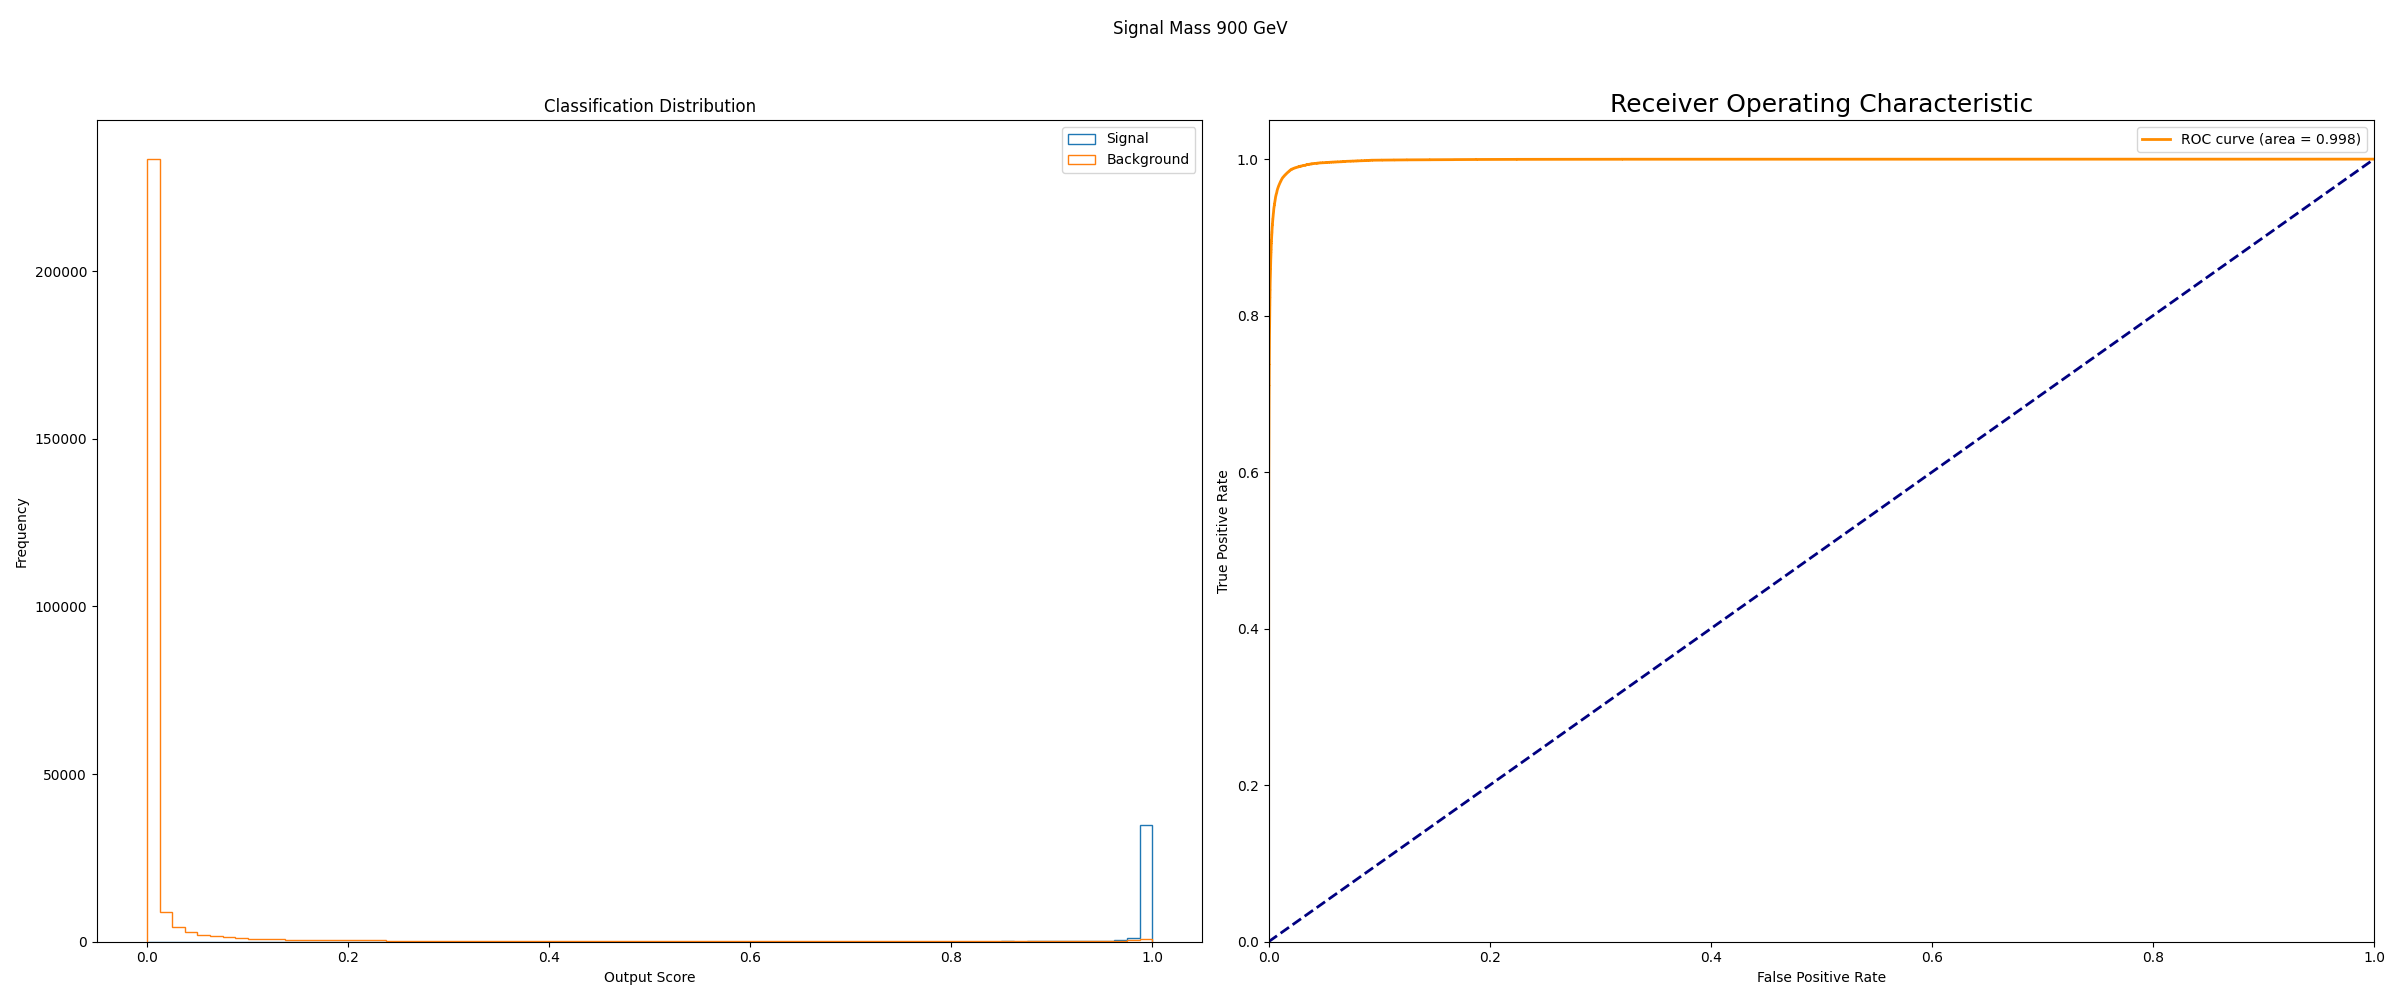 Signal Mass 900 GeV
Classification Distribution
Signal
Background
200000
150000
100000
50000
0
Frequency
0.0 0.2 0.4 0.6 0.8 1.0
Output Score
Receiver Operating Characteristic
ROC curve (area = 0.998)
1.0
0.8
0.6
0.4
0.2
0.0
True Positive Rate
0.0 0.2 0.4 0.6 0.8 1.0
False Positive Rate